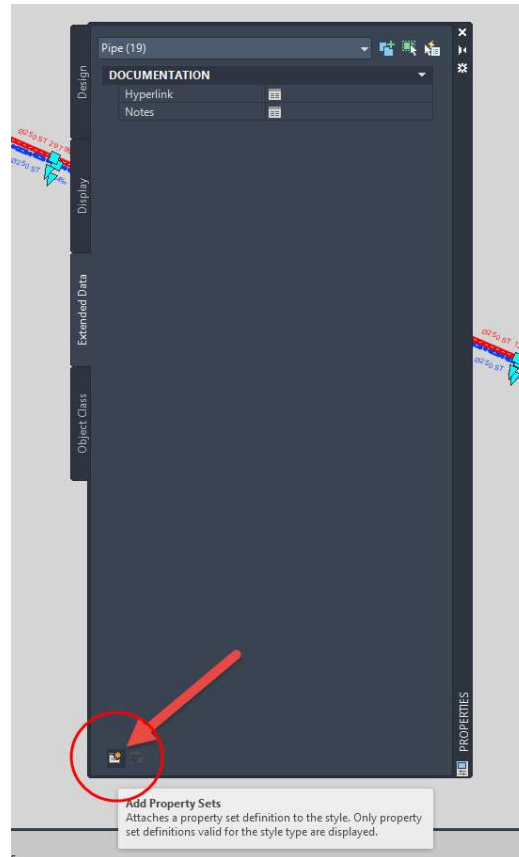 Pipe (19)
DOCUMENTATION
Hyperlink
Notes
Design
Display
Extended Data
Object Class
PROPERTIES
Add Property Sets
Attaches a property set definition to the style. Only property
set definitions valid for the style type are displayed.